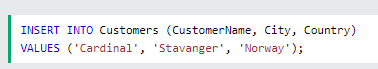 INSERT INTO Customers (CustomerName, City, Country)
VALUES ('Cardinal', 'Stavanger', 'Norway');